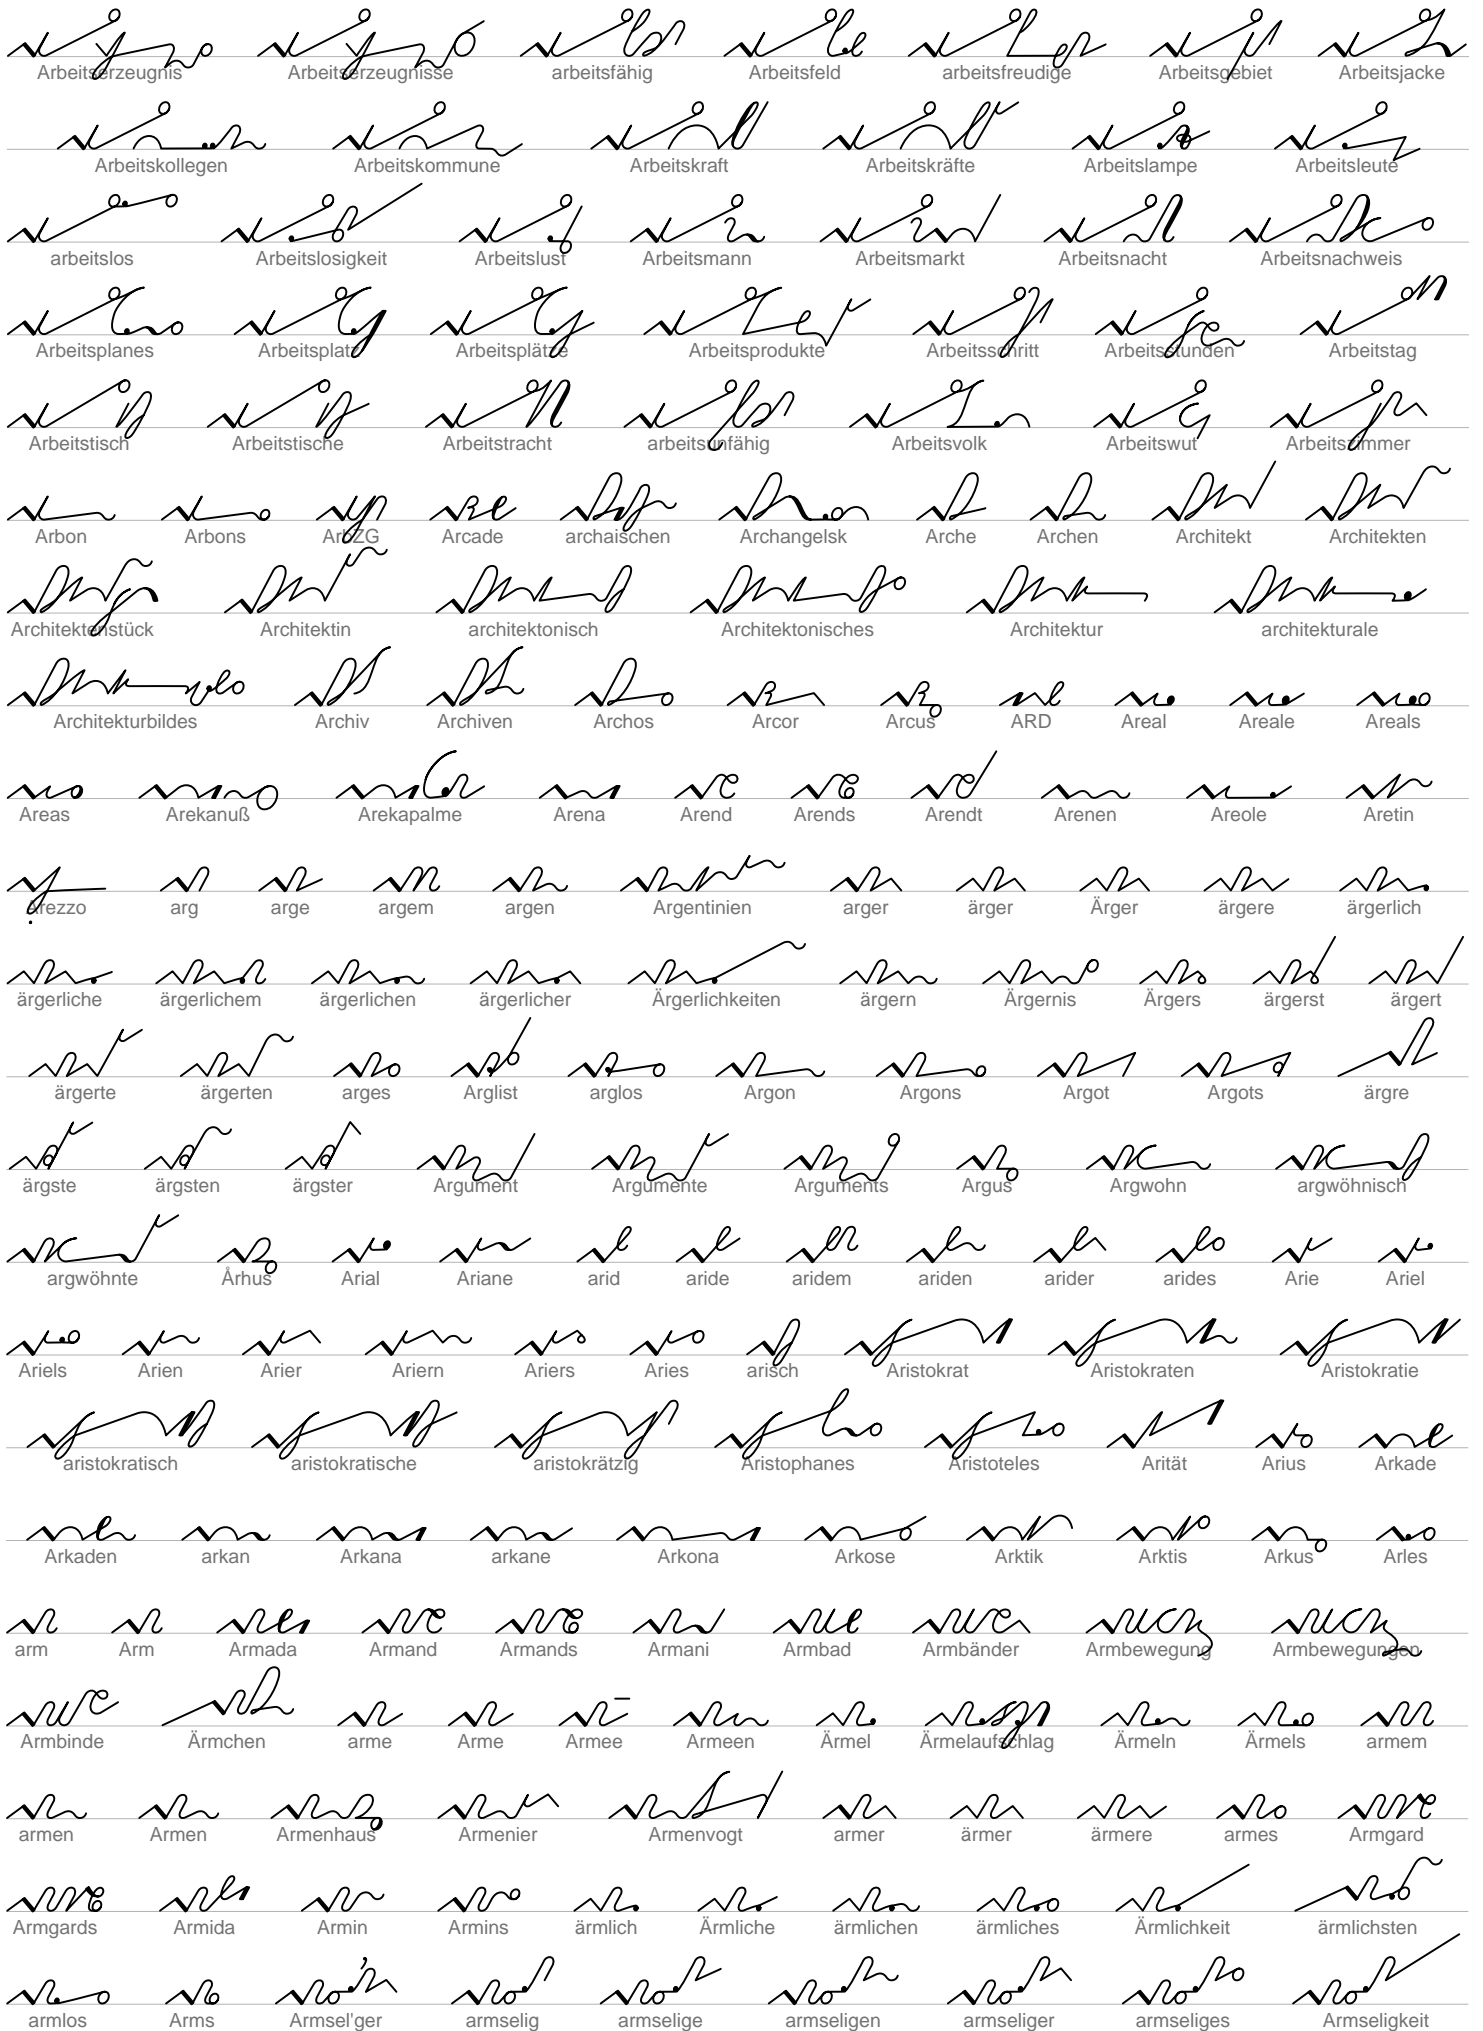 Arbeitserzeugnis Arbeitserzeugnisse arbeitsfähig Arbeitsfeld arbeitsfreudige Arbeitsgebiet Arbeitsjacke
Arbeitskollegen Arbeitskommune Arbeitskraft Arbeitskräfte Arbeitslampe Arbeitsleute
arbeitslos Arbeitslosigkeit Arbeitslust Arbeitsmann Arbeitsmarkt Arbeitsnacht Arbeitsnachweis
Arbeitsplanes Arbeitsplatz Arbeitsplätze Arbeitsprodukte Arbeitsschritt Arbeitsstunden Arbeitstag
Arbeitstisch Arbeitstische Arbeitstracht arbeitsunfähig Arbeitsvolk Arbeitswut Arbeitszimmer
Arbon Arbons ArbZG Arcade archaischen Archangelsk Arche Archen Architekt Architekten
Architektenstück Architektin architektonisch Architektonisches Architektur architekturale
Architekturbildes Archiv Archiven Archos Arcor Arcus ARD Areal Areale Areals
Areas Arekanuß Arekapalme Arena Arend Arends Arendt Arenen Areole Aretin
Arezzo arg arge argem argen Argentinien arger ärger Ärger ärgere ärgerlich
ärgerliche ärgerlichem ärgerlichen ärgerlicher Ärgerlichkeiten ärgern Ärgernis Ärgers ärgerst ärgert
ärgerte ärgerten arges Arglist arglos Argon Argons Argot Argots ärgre
ärgste ärgsten ärgster Argument Argumente Arguments Argus Argwohn argwöhnisch
argwöhnte Århus Arial Ariane arid aride aridem ariden arider arides Arie Ariel
Ariels Arien Arier Ariern Ariers Aries arisch Aristokrat Aristokraten Aristokratie
aristokratisch aristokratische aristokrätzig Aristophanes Aristoteles Arität Arius Arkade
Arkaden arkan Arkana arkane Arkona Arkose Arktik Arktis Arkus Arles
arm Arm Armada Armand Armands Armani Armbad Armbänder Armbewegung Armbewegungen
Armbinde Ärmchen arme Arme Armee Armeen Ärmel Ärmelaufschlag Ärmeln Ärmels armem
armen Armen Armenhaus Armenier Armenvogt armer ärmer ärmere armes Armgard
Armgards Armida Armin Armins ärmlich Ärmliche ärmlichen ärmliches Ärmlichkeit ärmlichsten
armlos Arms Armsel'ger armselig armselige armseligen armseliger armseliges Armseligkeit